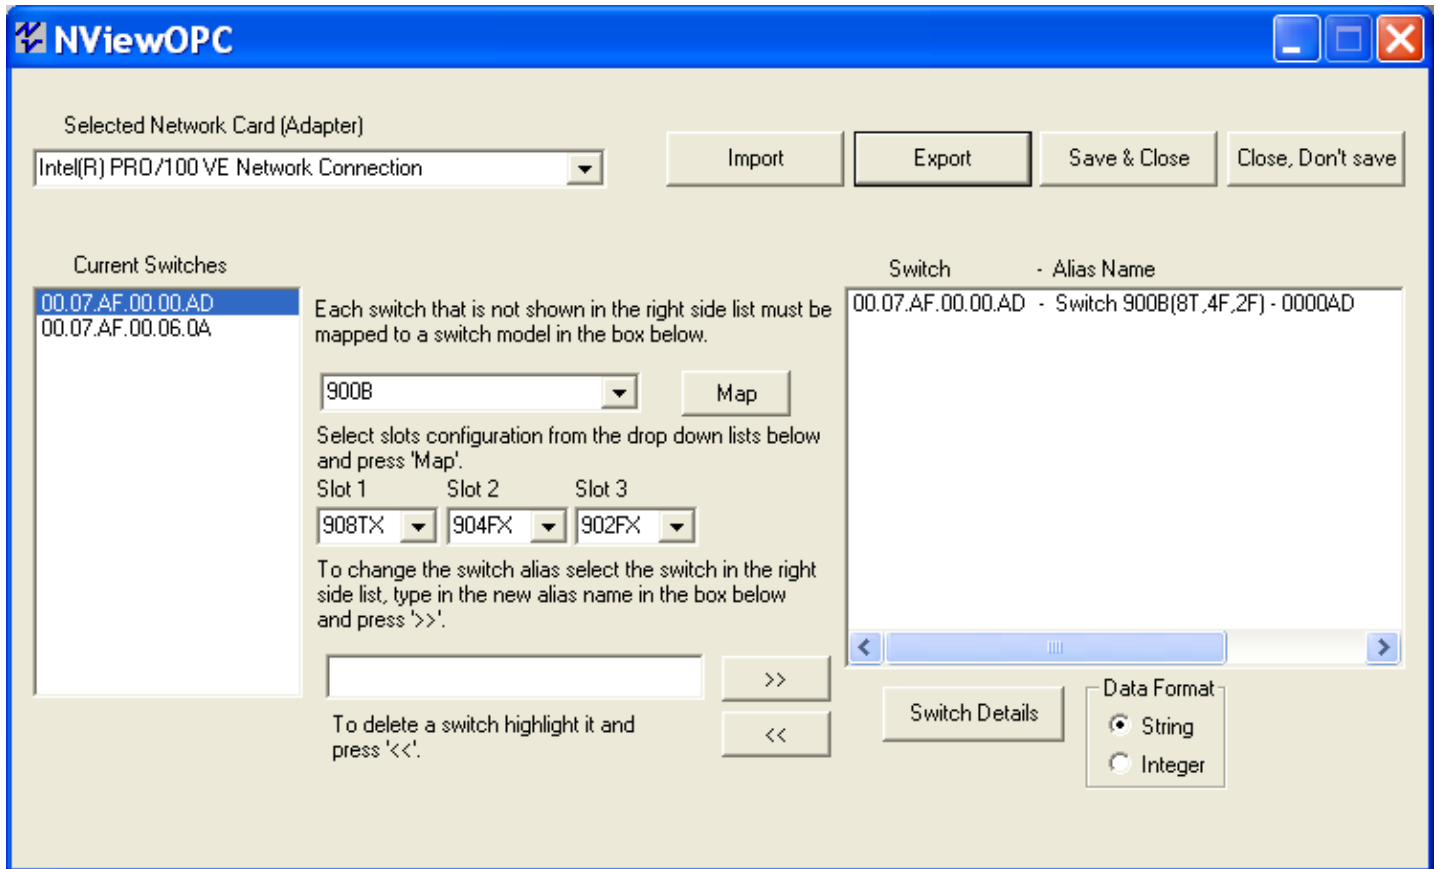 NViewOPC
Selected Network Card (Adapter)
Intel(R) PRO/100 VE Network Connection
Import
Export
Save & Close
Close, Don't save
Current Switches
00.07.AF.00.00.AD
00.07.AF.00.06.0A
Each switch that is not shown in the right side list must be
mapped to a switch model in the box below.
900B
Map
Select slots configuration from the drop down lists below
and press 'Map'.
Slot 1 Slot 2 Slot 3
908TX 904FX 902FX
To change the switch alias select the switch in the right
side list, type in the new alias name in the box below
and press '>>'.
>>
To delete a switch highlight it and
press '<<'.
<<
Switch - Alias Name
00.07.AF.00.00.AD - Switch 900B(8T,4F,2F) - 0000AD
Switch Details
Data Format
String
Integer